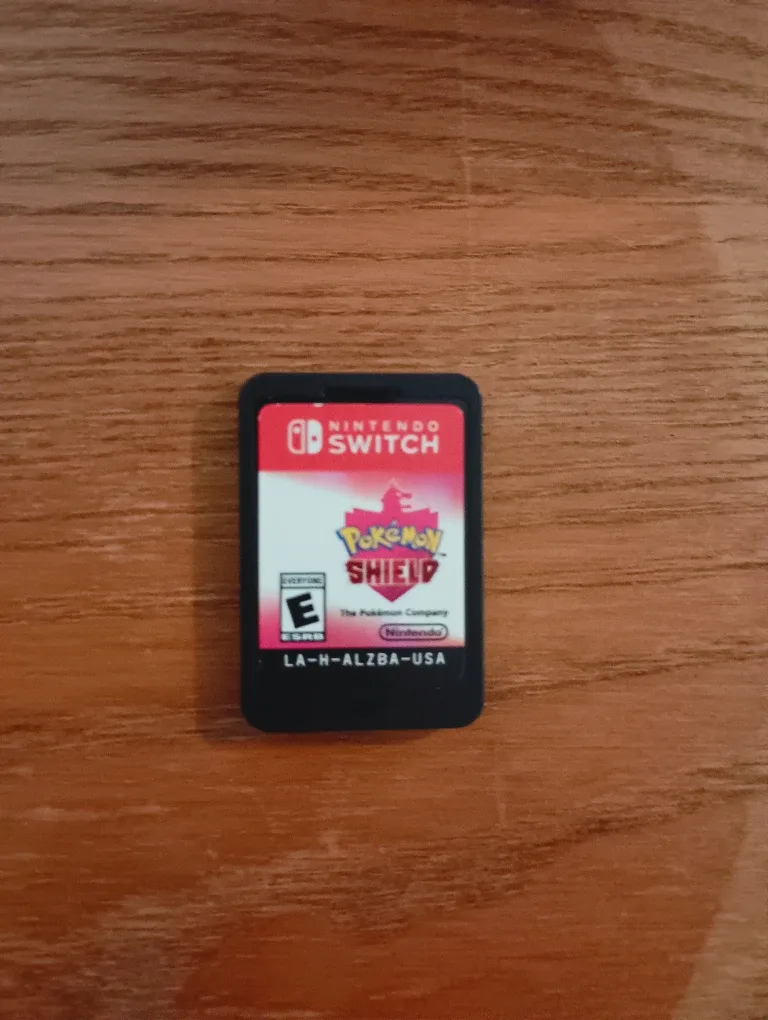 NINTENDO
SWITCH
POKéMON
SHIELD
EVERYONE
E
ESRB
The Pokémon Company
Nintendo
LA-H-ALZBA-USA